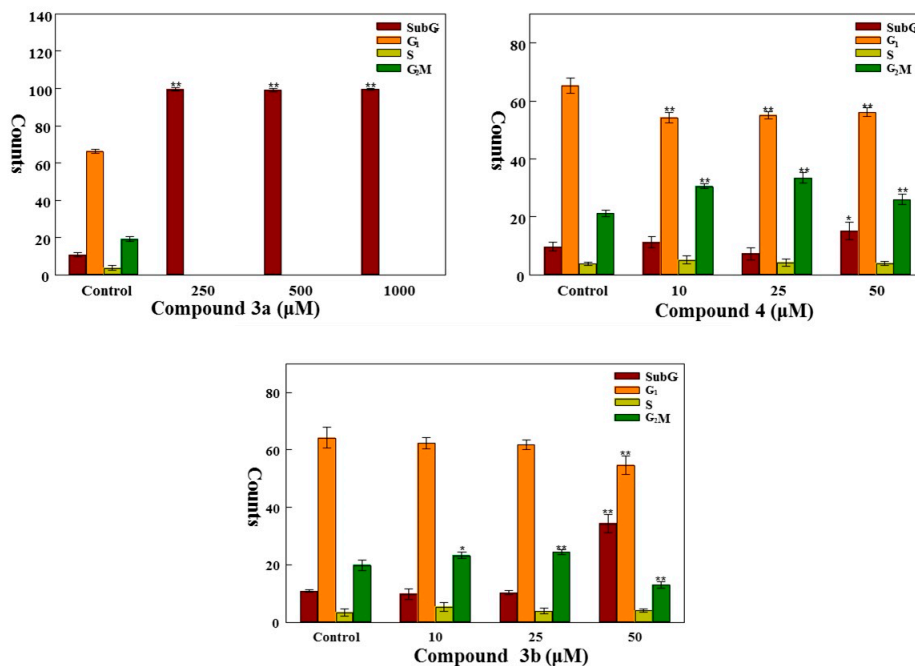 140
120
100
80
60
40
20
0
Counts
SubG
G₁
S
G₂M
**
**
**
Control
250
500
1000
Compound 3a (µM)
80
60
40
20
0
Counts
SubG
G₁
S
G₂M
**
**
**
**
**
**
*
**
Control
10
25
50
Compound 4 (µM)
80
60
40
20
0
Counts
SubG
G₁
S
G₂M
*
**
**
**
**
Control
10
25
50
Compound 3b (µM)